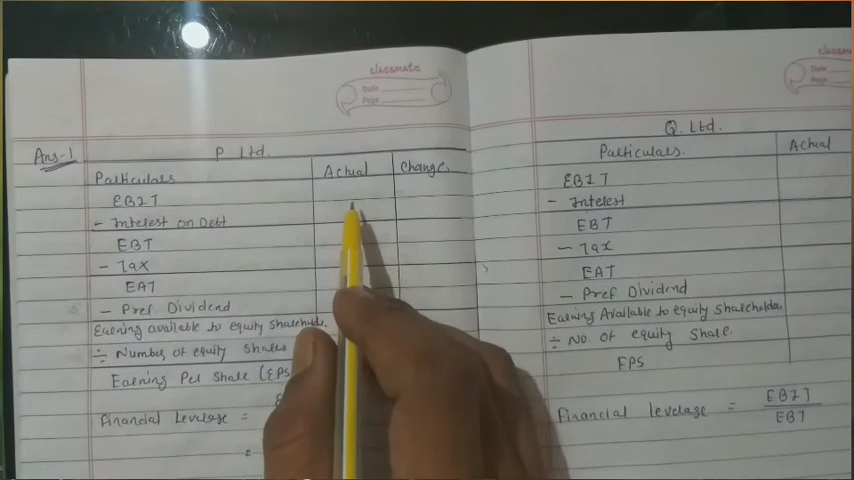 classmate
Date
Page
Ans-1
P Ltd.
Particulars Actual Change
EBIT
- Interest on Debt
EBT
- Tax
EAT
- Pref. Dividend
Earning available to equity Shareholds.
÷ Number of equity Shares
Earning Per Share (EPS
Financial Leverage =
=
Date
Page
Q. Ltd.
Particulars. Actual
EBIT
- Interest
EBT
- Tax
EAT
- Pref Dividend
Earning Available to equity Shareholder
÷ No. of equity Share.
EPS
Financial Leverage = EBIT
EBT